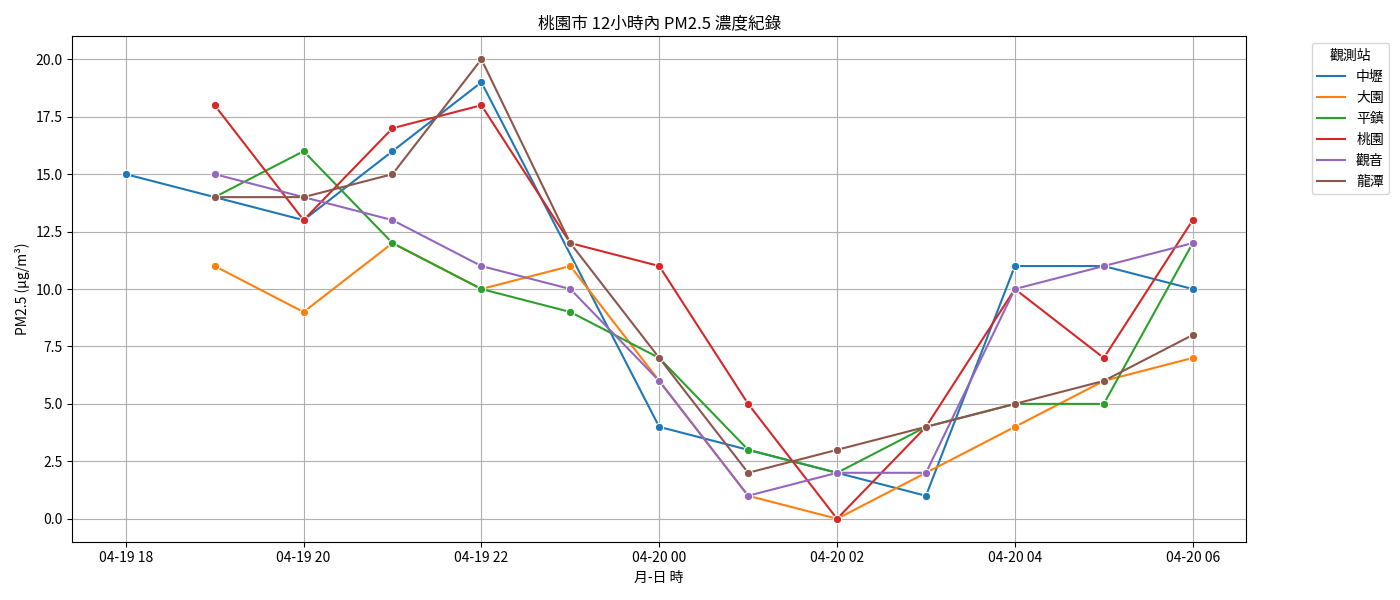 桃園市 12小時內 PM2.5 濃度紀錄
PM2.5 (μg/m³)
20.0
17.5
15.0
12.5
10.0
7.5
5.0
2.5
0.0
04-19 18
04-19 20
04-19 22
04-20 00
04-20 02
04-20 04
04-20 06
月-日 時
觀測站
中壢
大園
平鎮
桃園
觀音
龍潭